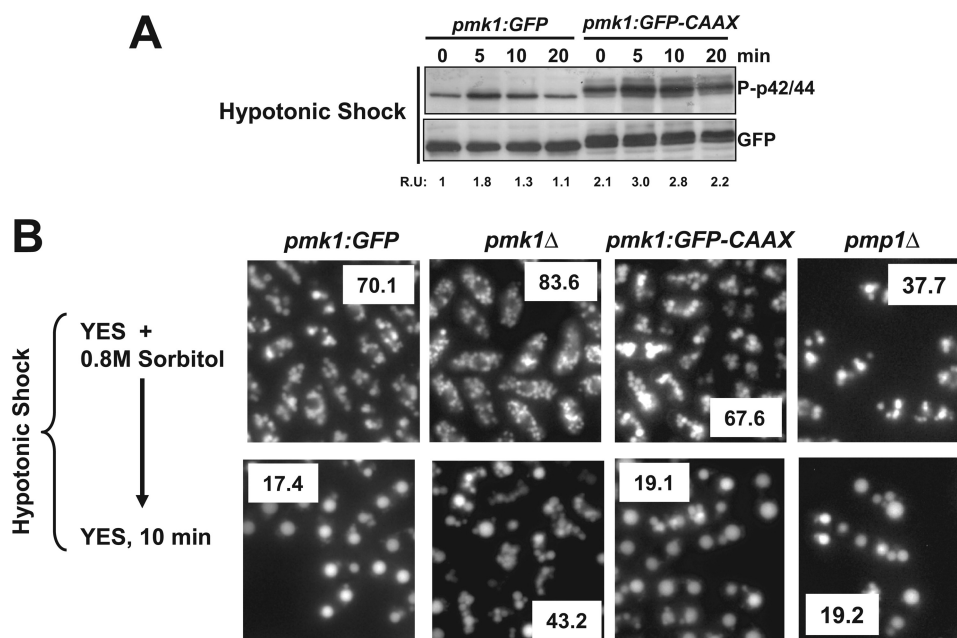 A
pmk1:GFP pmk1:GFP-CAAX
0 5 10 20 0 5 10 20 min
P-p42/44
Hypotonic Shock
GFP
R.U: 1 1.8 1.3 1.1 2.1 3.0 2.8 2.2
B
pmk1:GFP pmk1Δ pmk1:GFP-CAAX pmp1Δ
Hypotonic Shock
YES +
0.8M Sorbitol
70.1 83.6 67.6 37.7
YES, 10 min
17.4 43.2 19.1 19.2